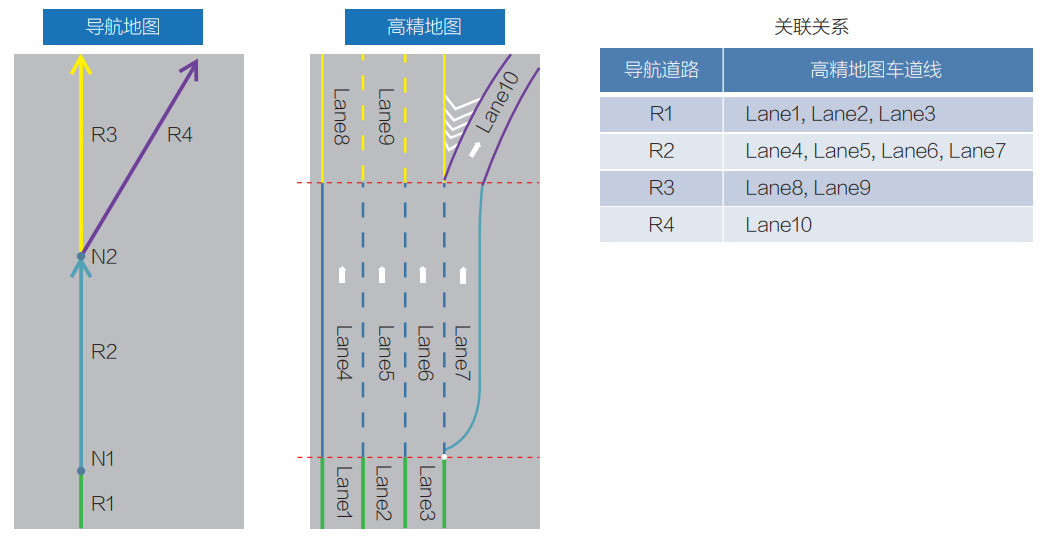 导航地图
R3
R4
N2
R2
N1
R1
高精地图
Lane8
Lane9
Lane10
Lane4
Lane5
Lane6
Lane7
Lane1
Lane2
Lane3
关联关系
导航道路 高精地图车道线
R1 Lane1, Lane2, Lane3
R2 Lane4, Lane5, Lane6, Lane7
R3 Lane8, Lane9
R4 Lane10